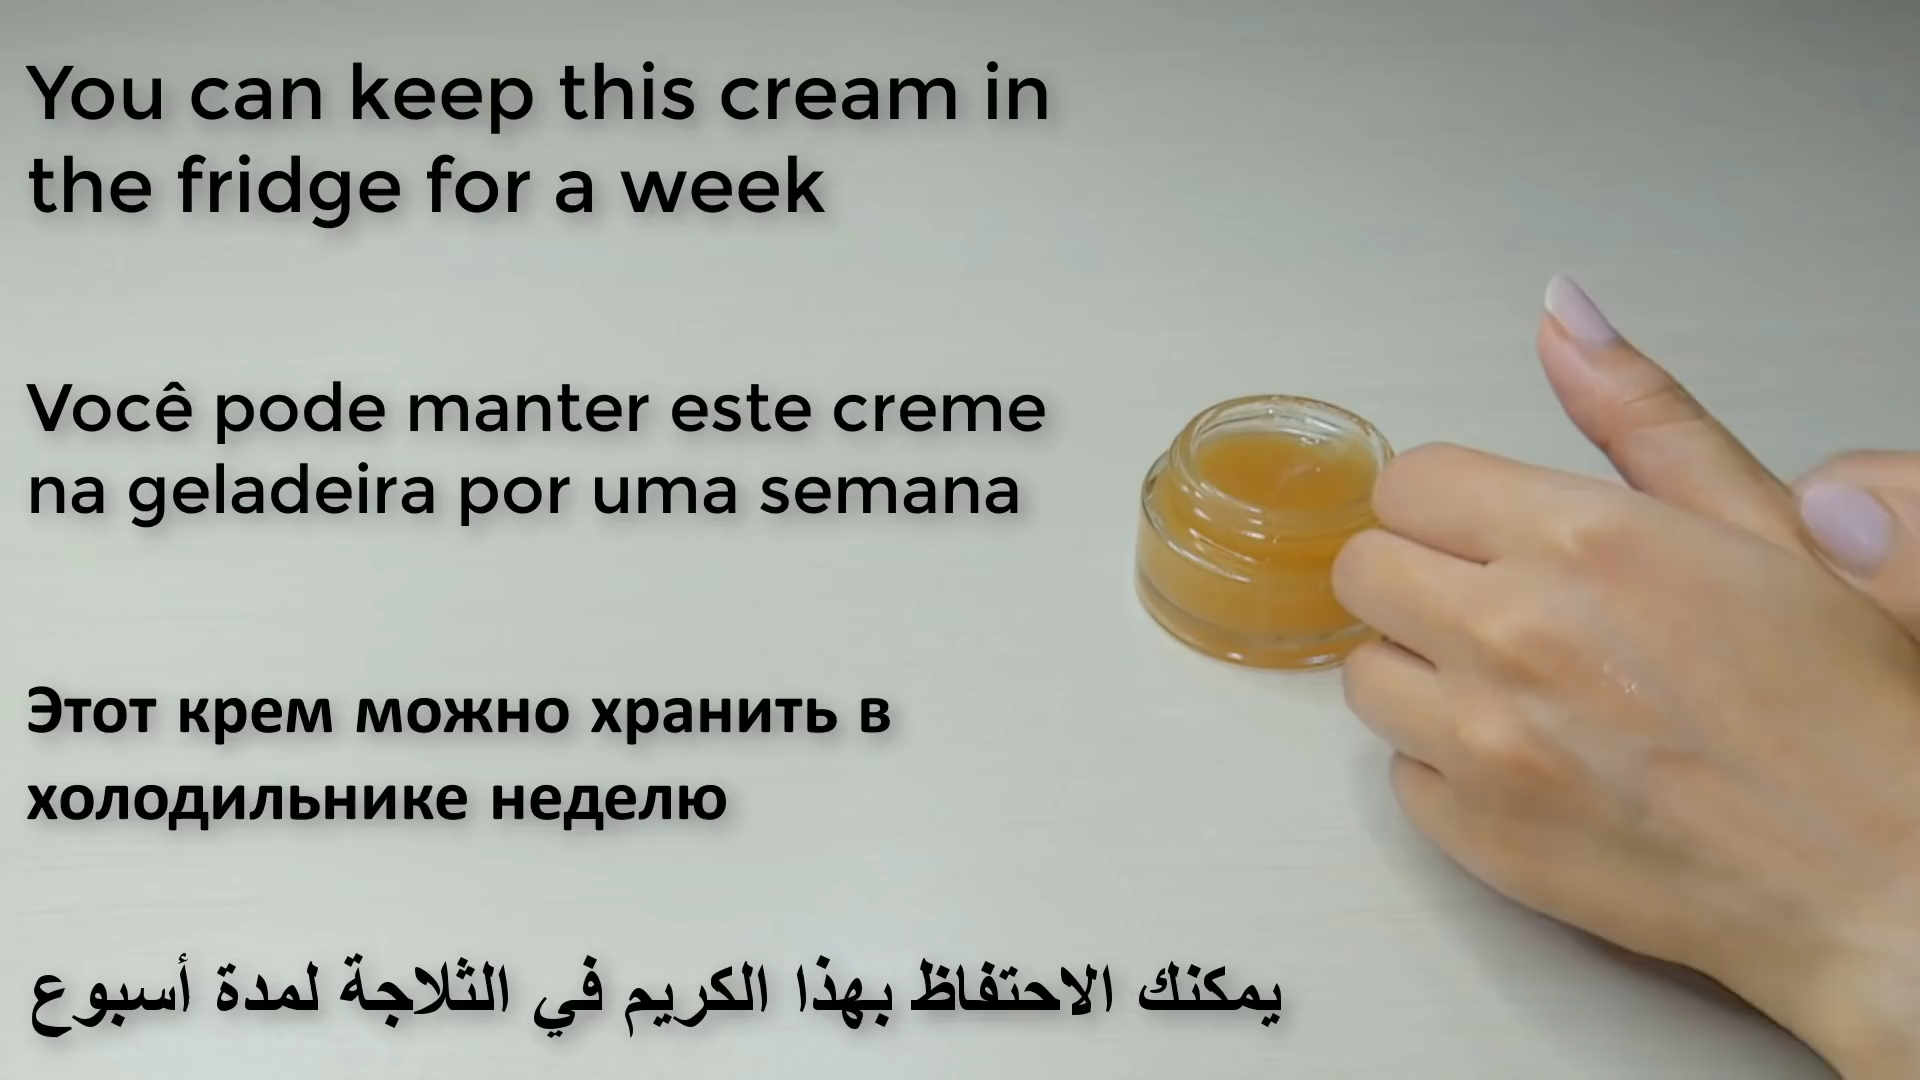 You can keep this cream in
the fridge for a week
Você pode manter este creme
na geladeira por uma semana
Этот крем можно хранить в
холодильнике неделю
يمكنك الاحتفاظ بهذا الكريم في الثلاجة لمدة أسبوع